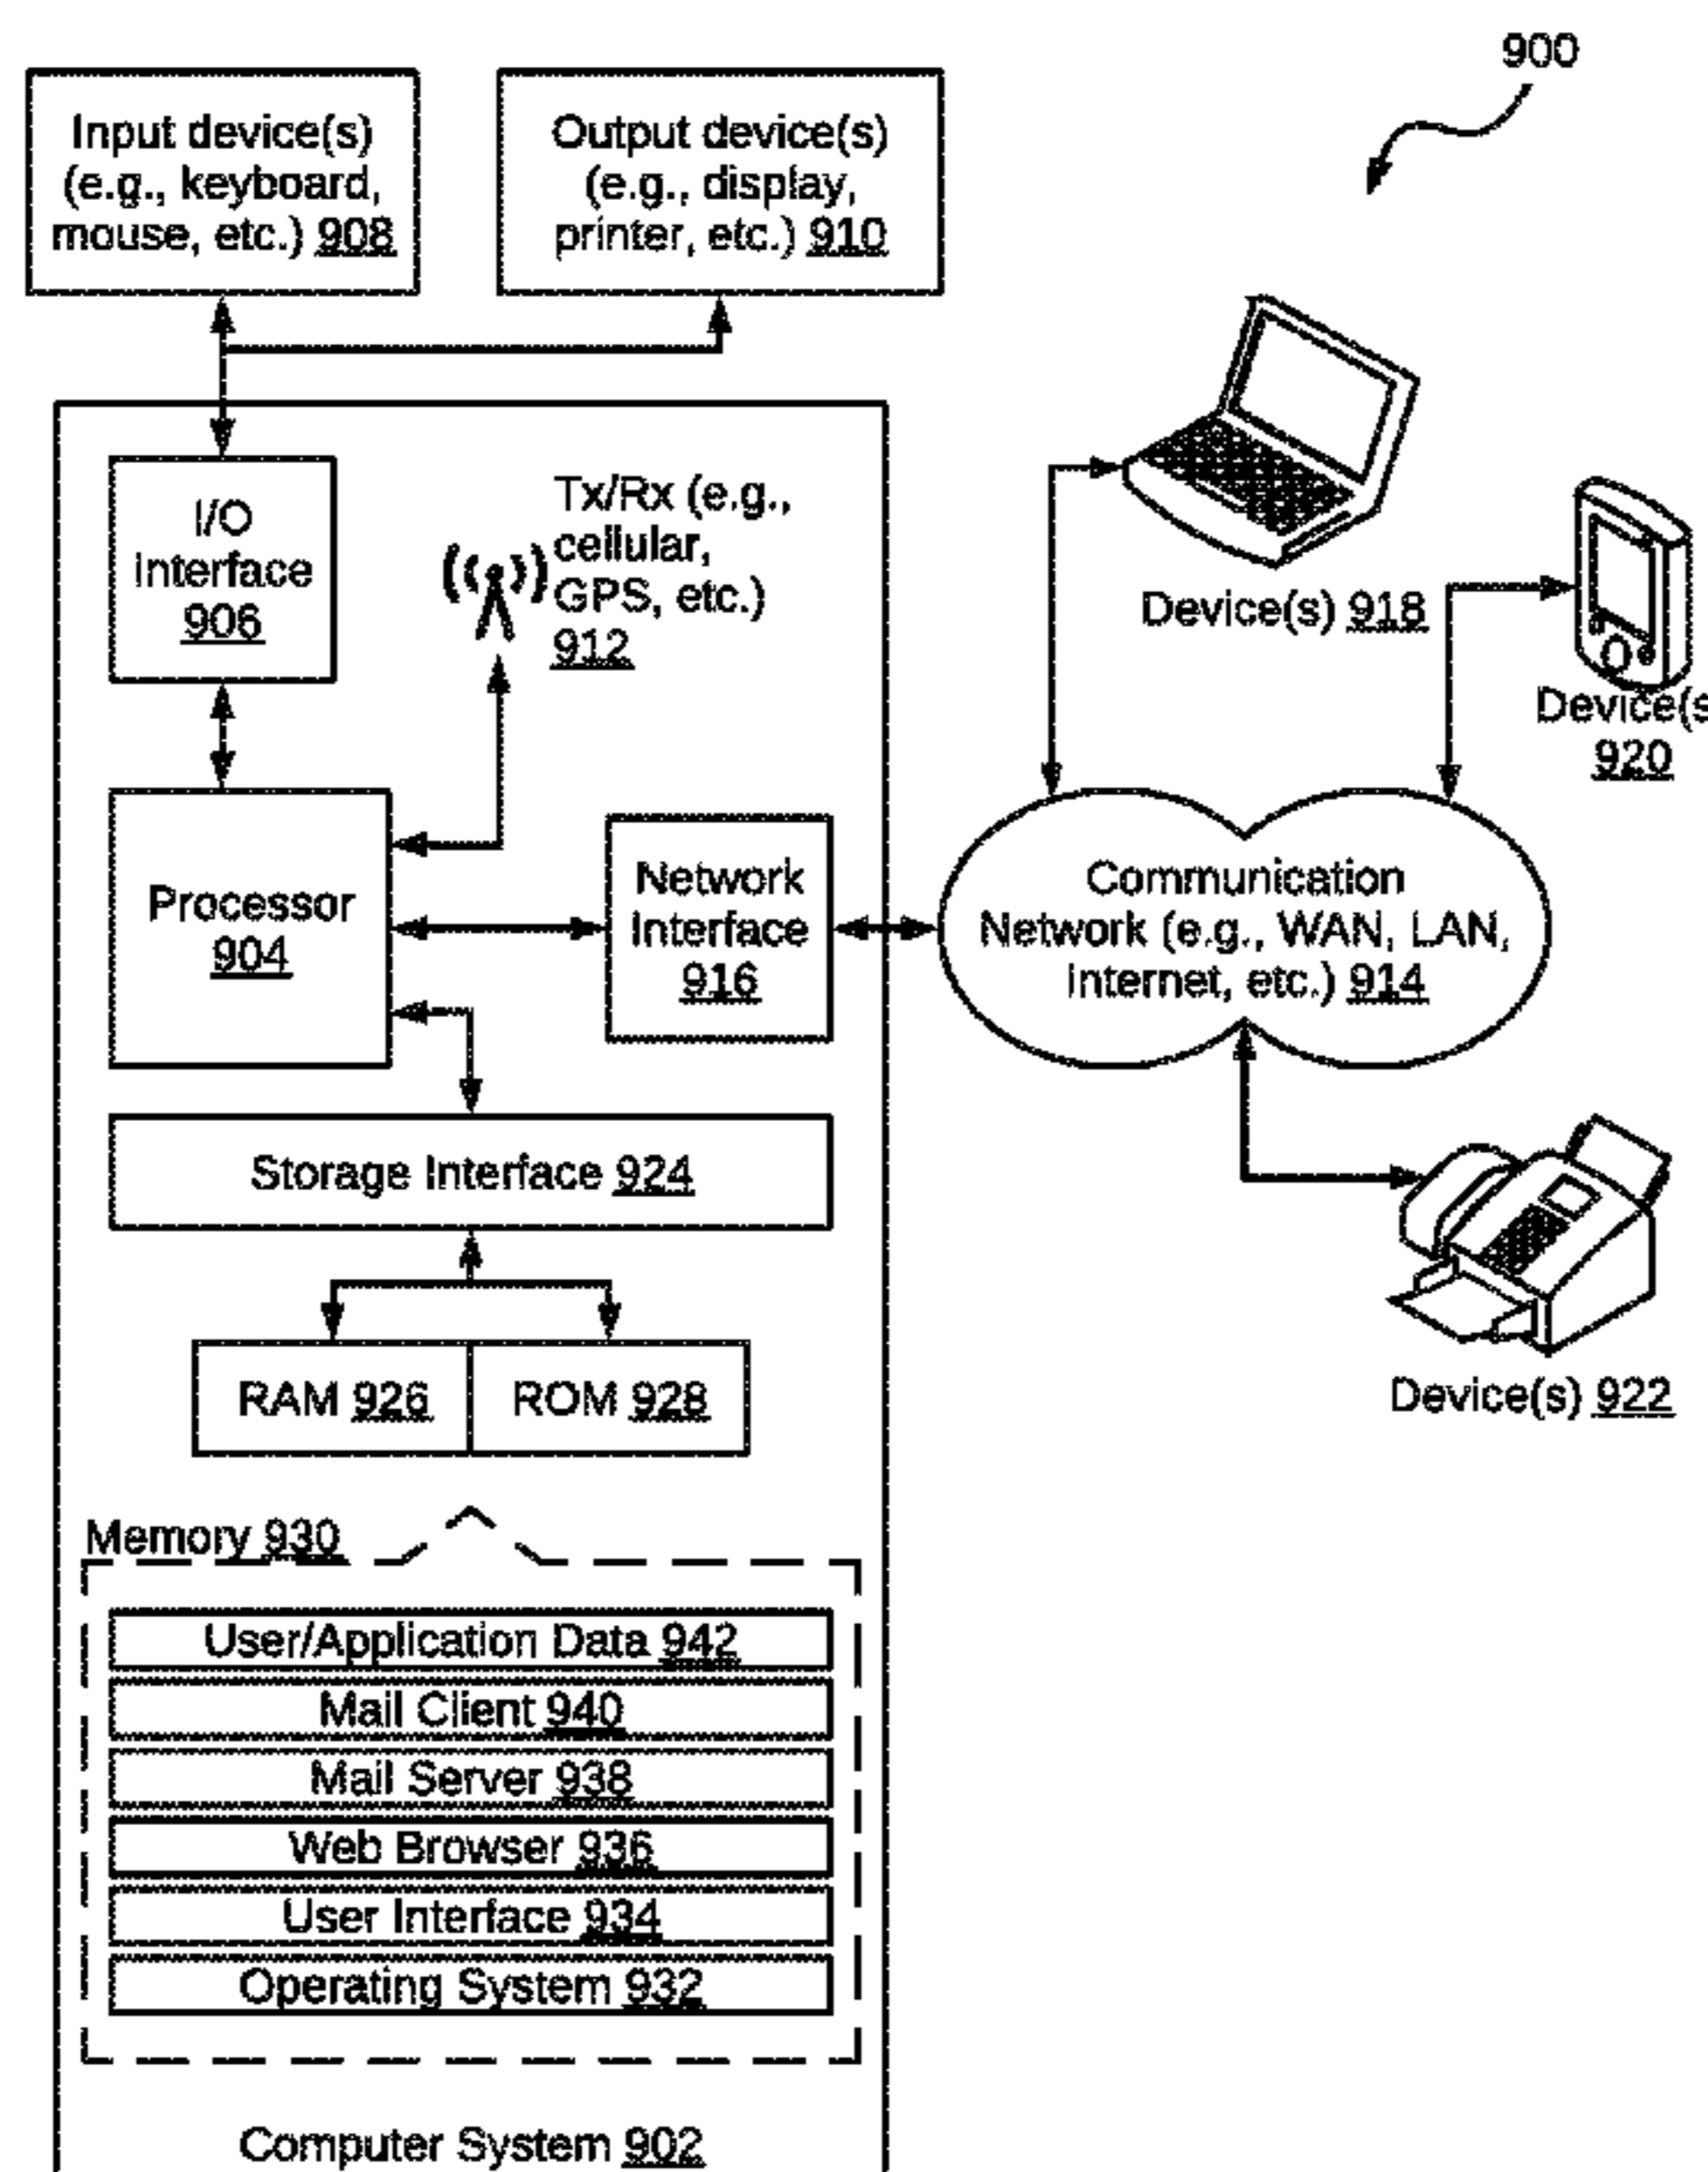 900
Input device(s)
(e.g., keyboard,
mouse, etc.) 908
Output device(s)
(e.g., display,
printer, etc.) 910
I/O
Interface
906
Tx/Rx (e.g.,
cellular,
GPS, etc.)
912
Device(s) 918
Device(s
920
Processor
904
Network
Interface
916
Communication
Network (e.g., WAN, LAN,
Internet, etc.) 914
Storage Interface 924
RAM 926
ROM 928
Device(s) 922
Memory 930
User/Application Data 942
Mail Client 940
Mail Server 938
Web Browser 936
User Interface 934
Operating System 932
Computer System 902